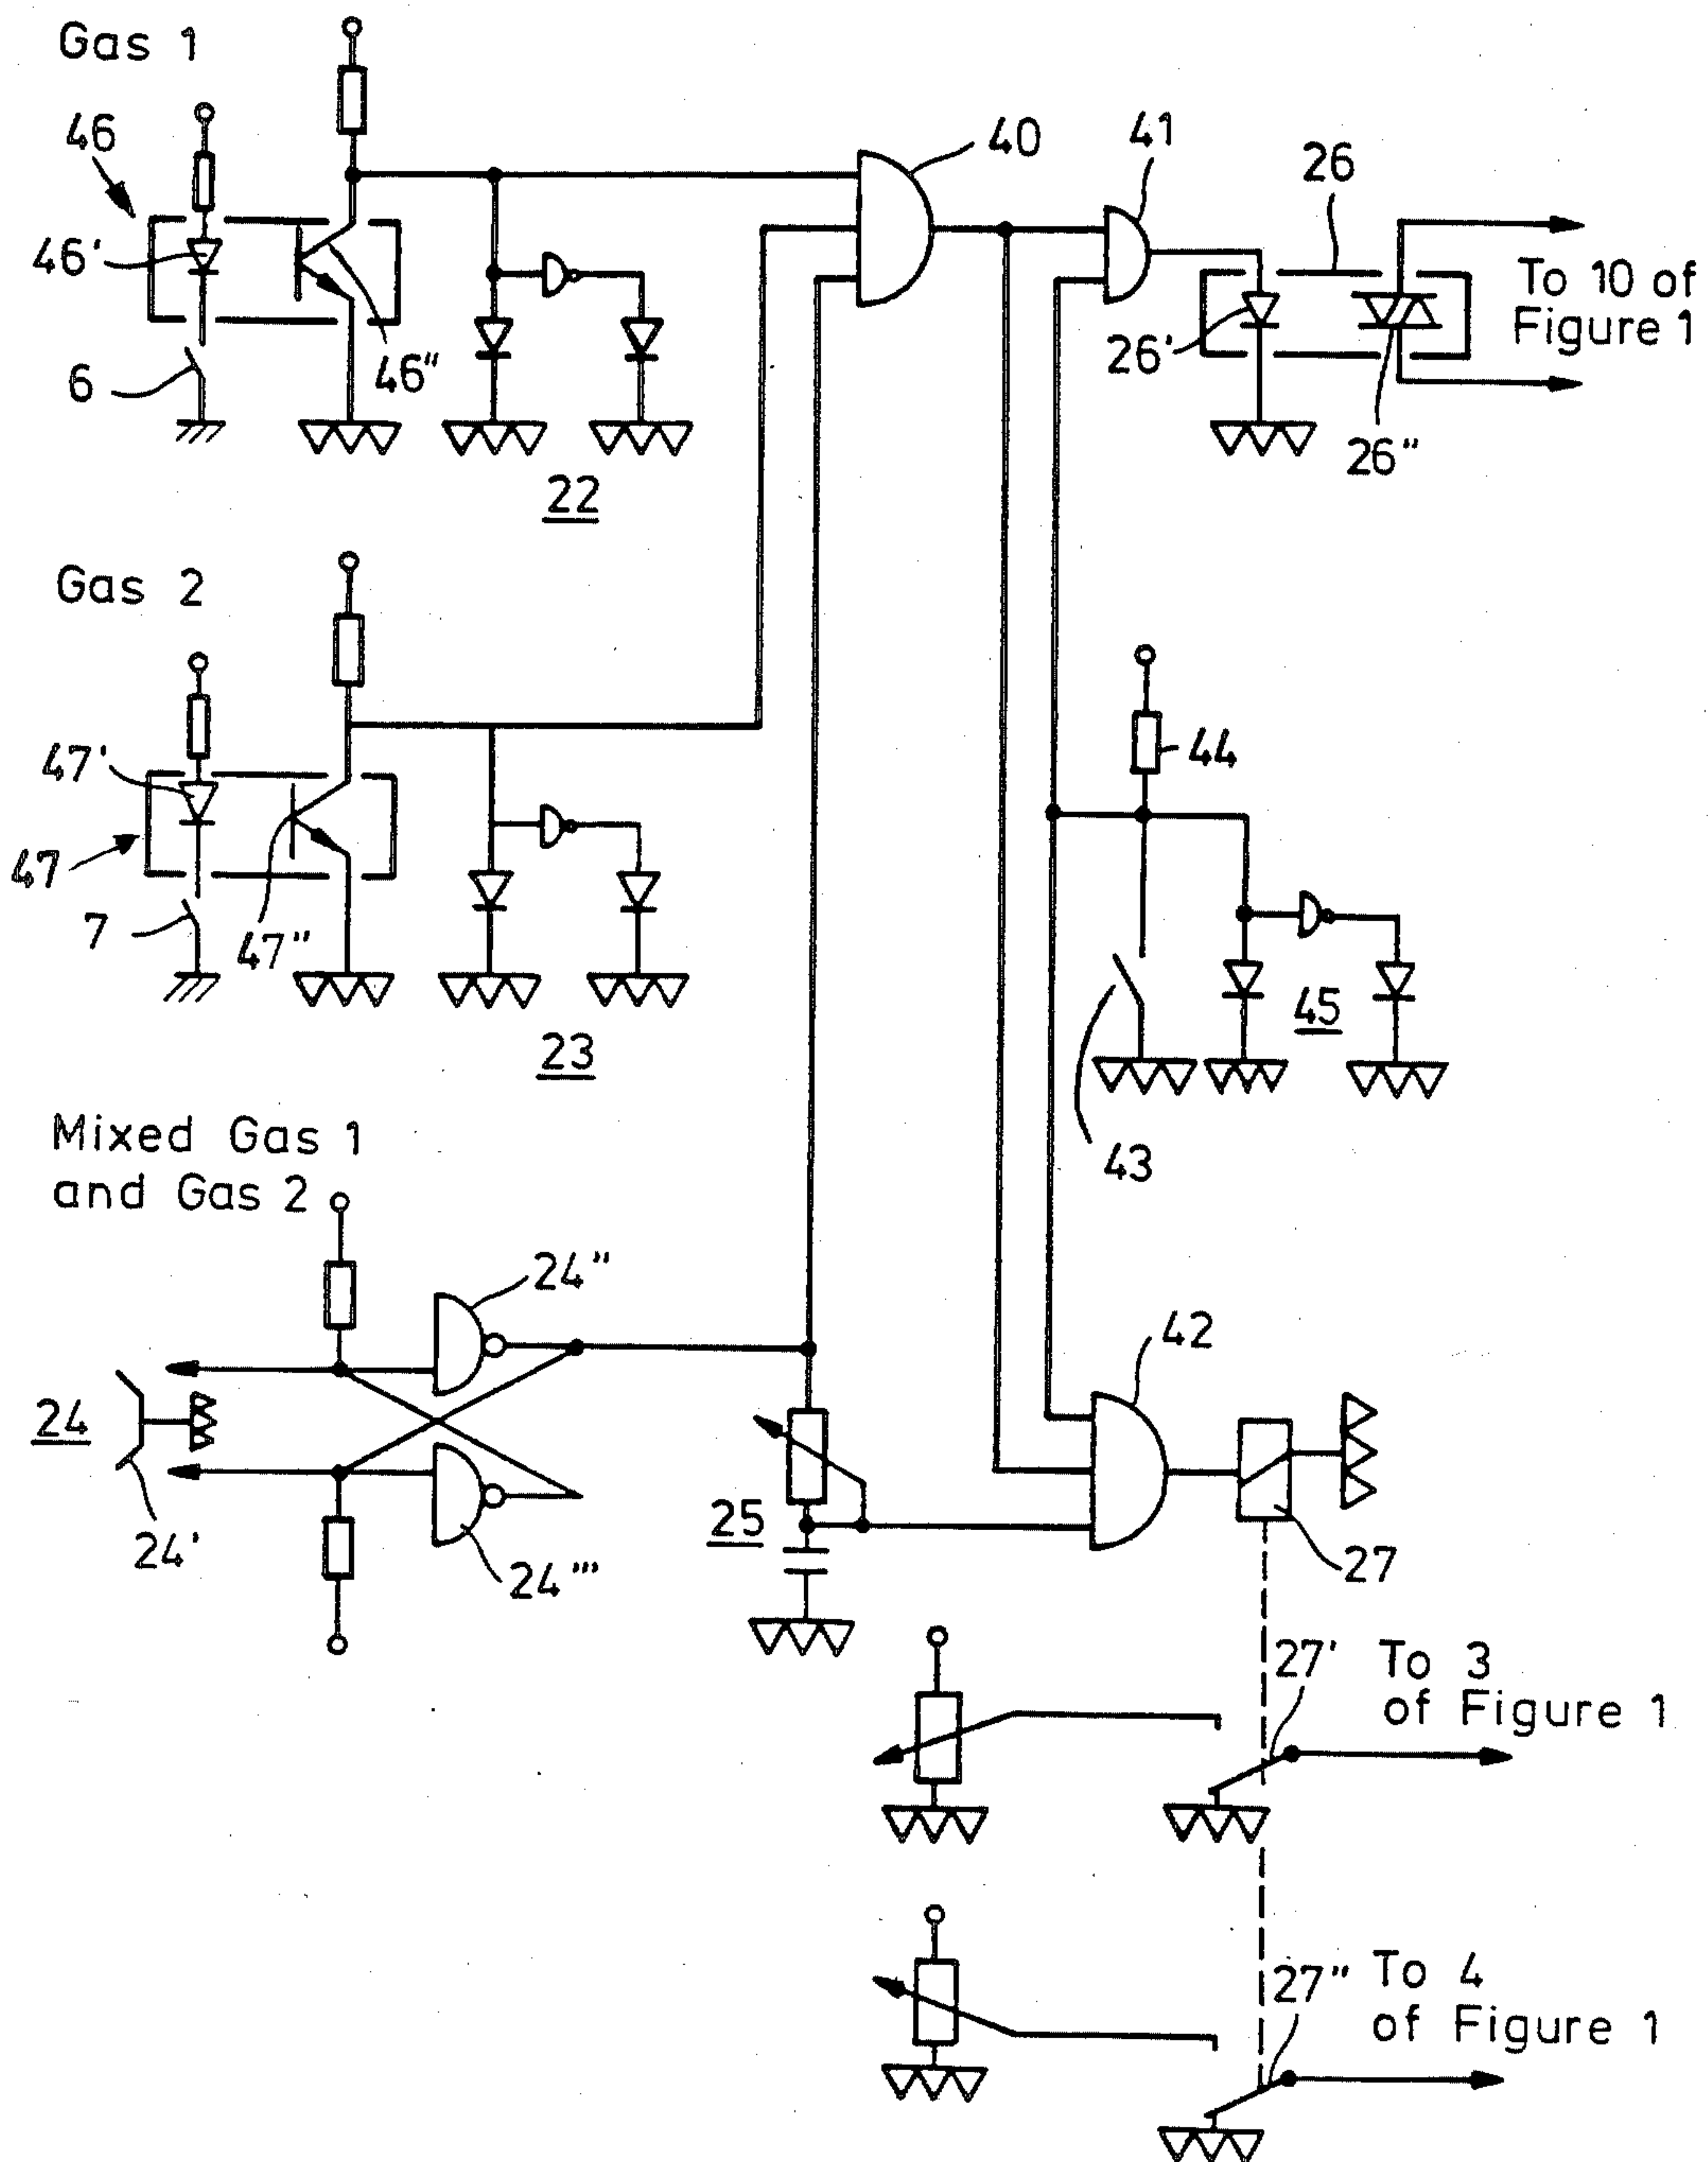 Gas 1
46
46'
6
46"
22
40
41
26
26'
26"
To 10 of
Figure 1
Gas 2
47'
47
7
47"
23
44
45
43
Mixed Gas 1
and Gas 2
24"
24
24'
24'''
25
42
27
27' To 3
of Figure 1
27" To 4
of Figure 1